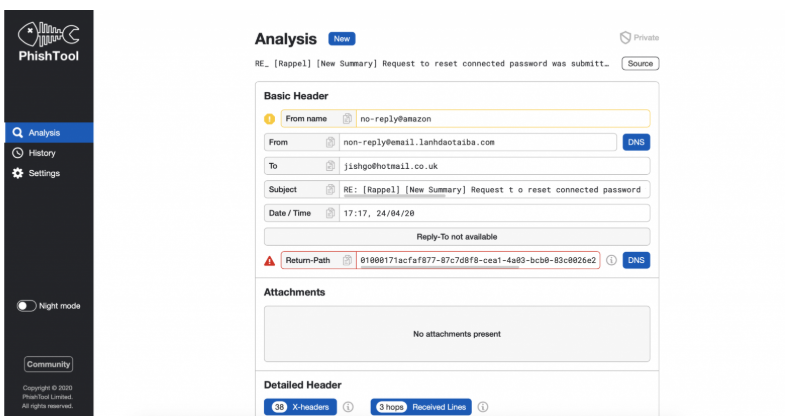 PhishTool
Analysis
History
Settings
Night mode
Community
Copyright © 2020
PhishTool Limited.
All rights reserved.
Analysis New
Private
RE_ [Rappel] [New Summary] Request to reset connected password was submitt…
Source
Basic Header
From name no-reply@amazon
From non-reply@email.lanhdaotaiba.com DNS
To jishgo@hotmail.co.uk
Subject RE: [Rappel] [New Summary] Request t o reset connected password
Date / Time 17:17, 24/04/20
Reply-To not available
Return-Path 01000171acfaf877-87c7d8f8-cea1-4a03-bcb0-83c0026e2 DNS
Attachments
No attachments present
Detailed Header
38 X-headers
3 hops Received Lines